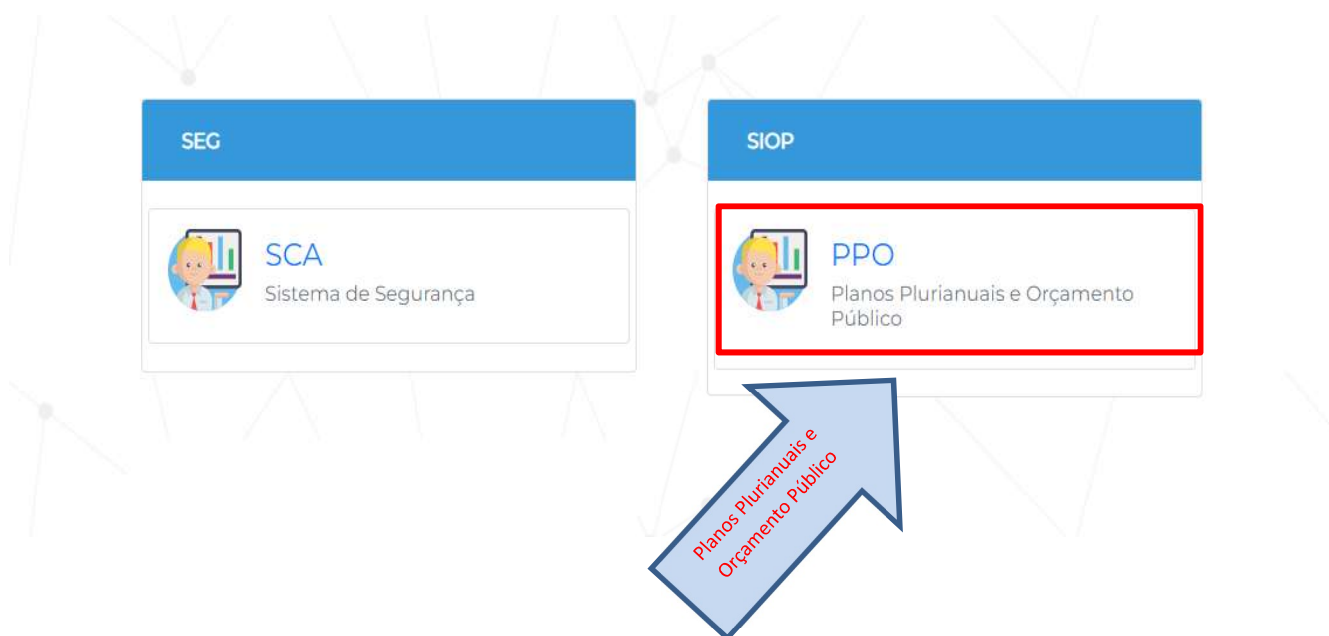 SEG
SCA
Sistema de Segurança
SIOP
PPO
Planos Plurianuais e Orçamento
Público
Planos Plurianuais e
Orçamento Público